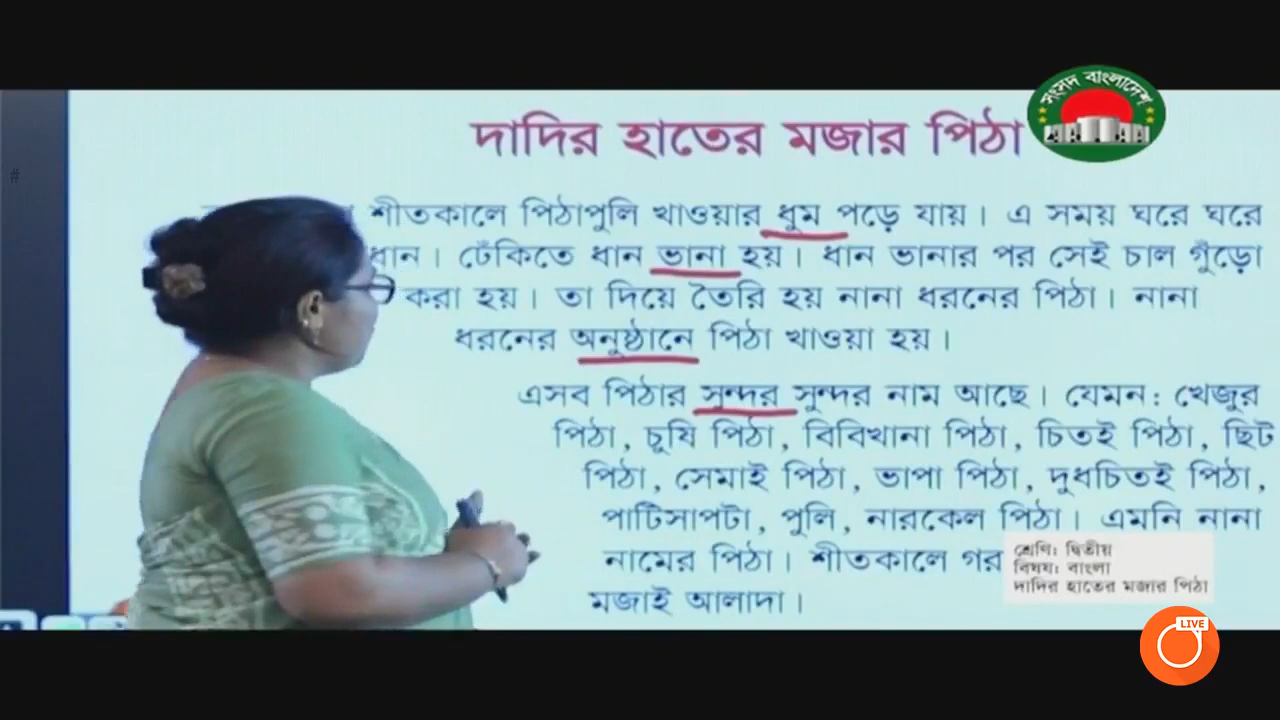 সংসদ বাংলাদেশ
দাদির হাতের মজার পিঠা
শীতকালে পিঠাপুলি খাওয়ার ধুম পড়ে যায়। এ সময় ঘরে ঘরে
ধান। ঢেঁকিতে ধান ভানা হয়। ধান ভানার পর সেই চাল গুঁড়ো
করা হয়। তা দিয়ে তৈরি হয় নানা ধরনের পিঠা। নানা
ধরনের অনুষ্ঠানে পিঠা খাওয়া হয়।
এসব পিঠার সুন্দর সুন্দর নাম আছে। যেমন: খেজুর
পিঠা, চুষি পিঠা, বিবিখানা পিঠা, চিতই পিঠা, ছিট
পিঠা, সেমাই পিঠা, ভাপা পিঠা, দুধচিতই পিঠা,
পাটিসাপটা, পুলি, নারকেল পিঠা। এমনি নানা
নামের পিঠা। শীতকালে
মজাই আলাদা।
শ্রেণি: দ্বিতীয়
বিষয়: বাংলা
দাদির হাতের মজার পিঠা
LIVE
#